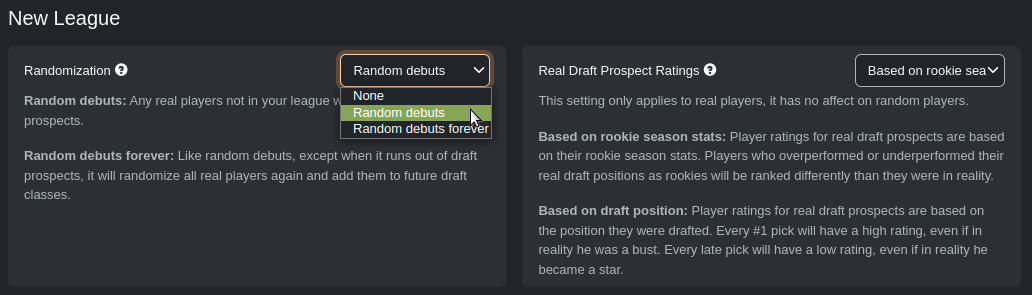 New League
Randomization
Random debuts
None
Random debuts
Random debuts forever
Random debuts: Any real players not in your league
prospects.
Random debuts forever: Like random debuts, except when it runs out of draft
prospects, it will randomize all real players again and add them to future draft
classes.
Real Draft Prospect Ratings
Based on rookie sea
This setting only applies to real players, it has no affect on random players.
Based on rookie season stats: Player ratings for real draft prospects are based
on their rookie season stats. Players who overperformed or underperformed their
real draft positions as rookies will be ranked differently than they were in reality.
Based on draft position: Player ratings for real draft prospects are based on
the position they were drafted. Every #1 pick will have a high rating, even if in
reality he was a bust. Every late pick will have a low rating, even if in reality he
became a star.